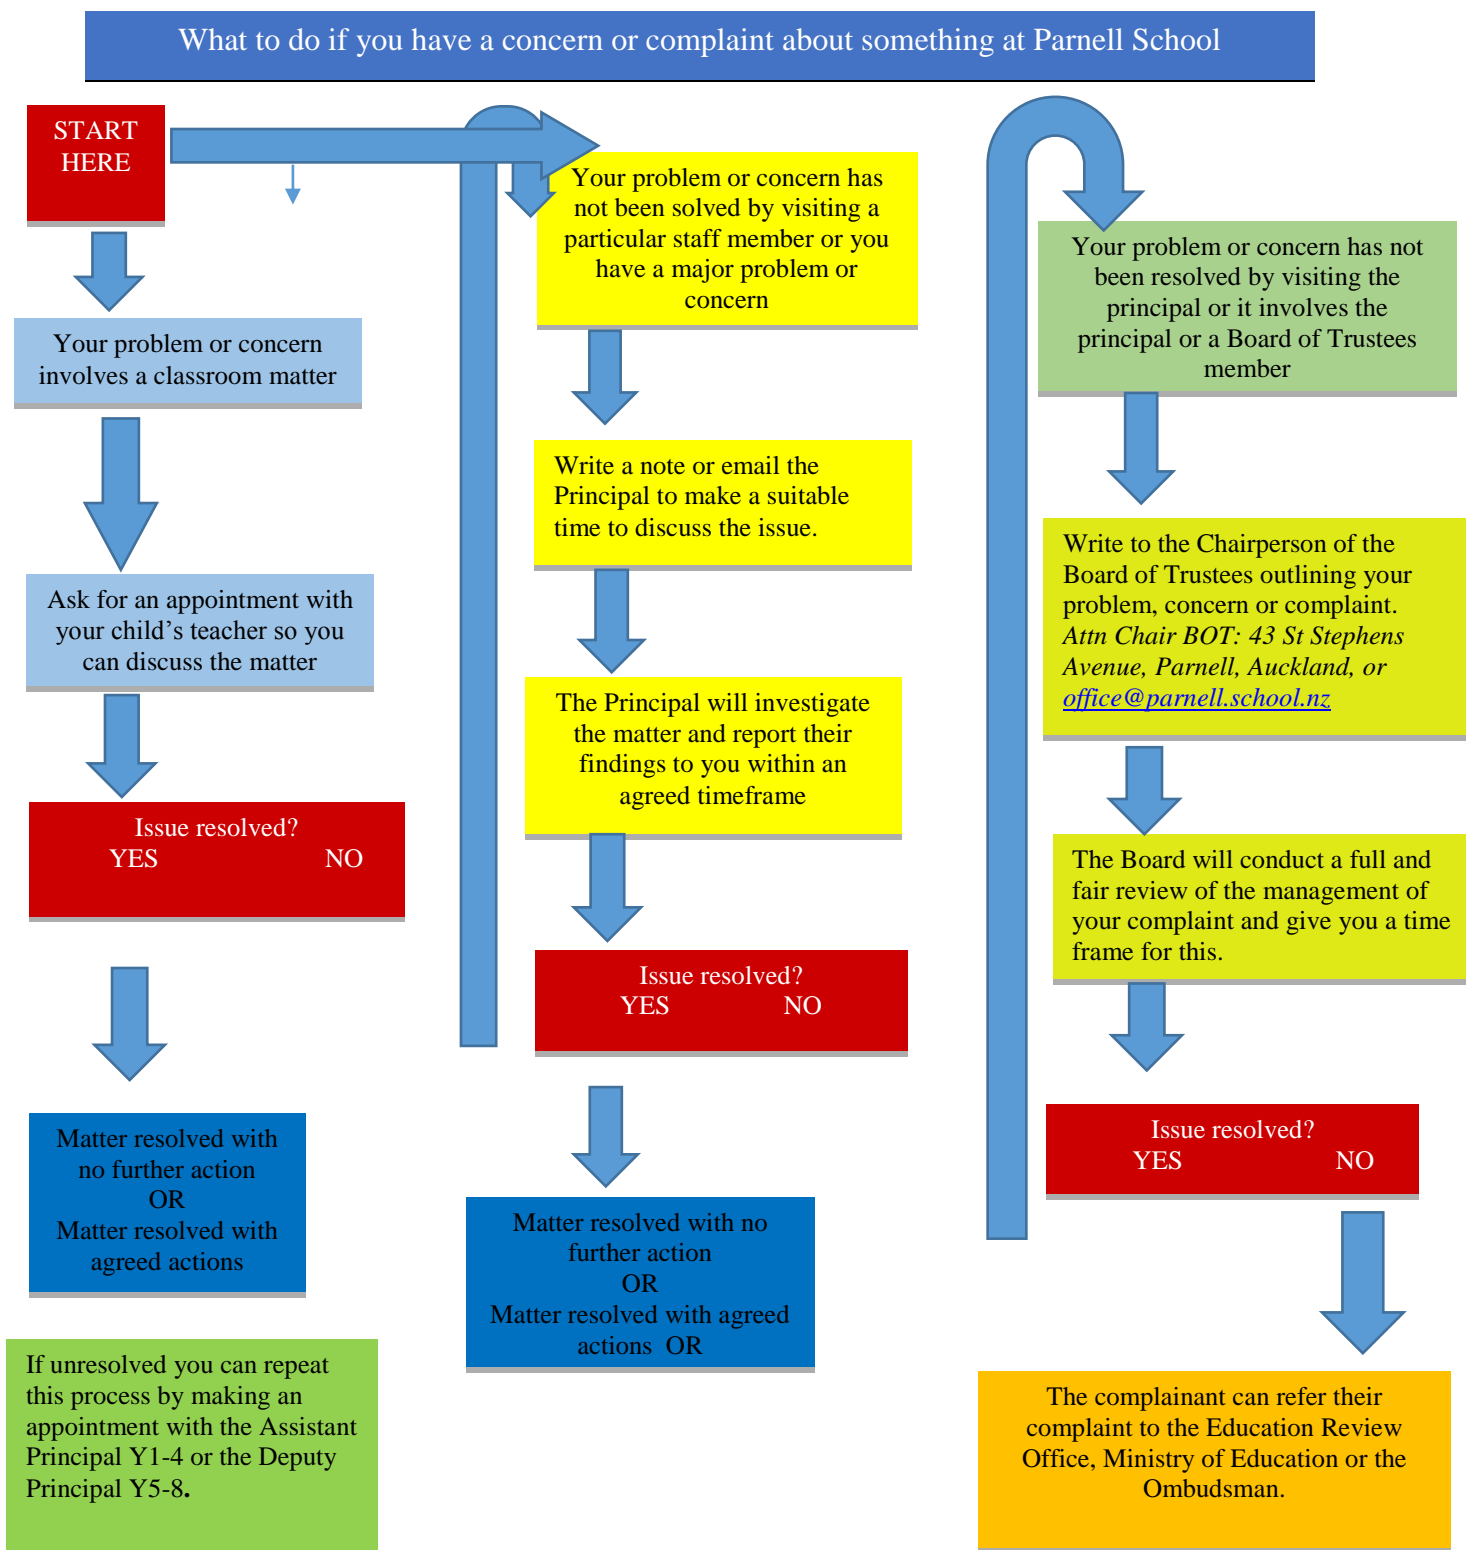 What to do if you have a concern or complaint about something at Parnell School
START
HERE
Your problem or concern
involves a classroom matter
Ask for an appointment with
your child’s teacher so you
can discuss the matter
Issue resolved?
YES NO
Matter resolved with
no further action
OR
Matter resolved with
agreed actions
If unresolved you can repeat
this process by making an
appointment with the Assistant
Principal Y1-4 or the Deputy
Principal Y5-8.
Your problem or concern has
not been solved by visiting a
particular staff member or you
have a major problem or
concern
Write a note or email the
Principal to make a suitable
time to discuss the issue.
The Principal will investigate
the matter and report their
findings to you within an
agreed timeframe
Issue resolved?
YES NO
Matter resolved with no
further action
OR
Matter resolved with agreed
actions OR
Your problem or concern has not
been resolved by visiting the
principal or it involves the
principal or a Board of Trustees
member
Write to the Chairperson of the
Board of Trustees outlining your
problem, concern or complaint.
Attn Chair BOT: 43 St Stephens
Avenue, Parnell, Auckland, or
office@parnell.school.nz
The Board will conduct a full and
fair review of the management of
your complaint and give you a time
frame for this.
Issue resolved?
YES NO
The complainant can refer their
complaint to the Education Review
Office, Ministry of Education or the
Ombudsman.